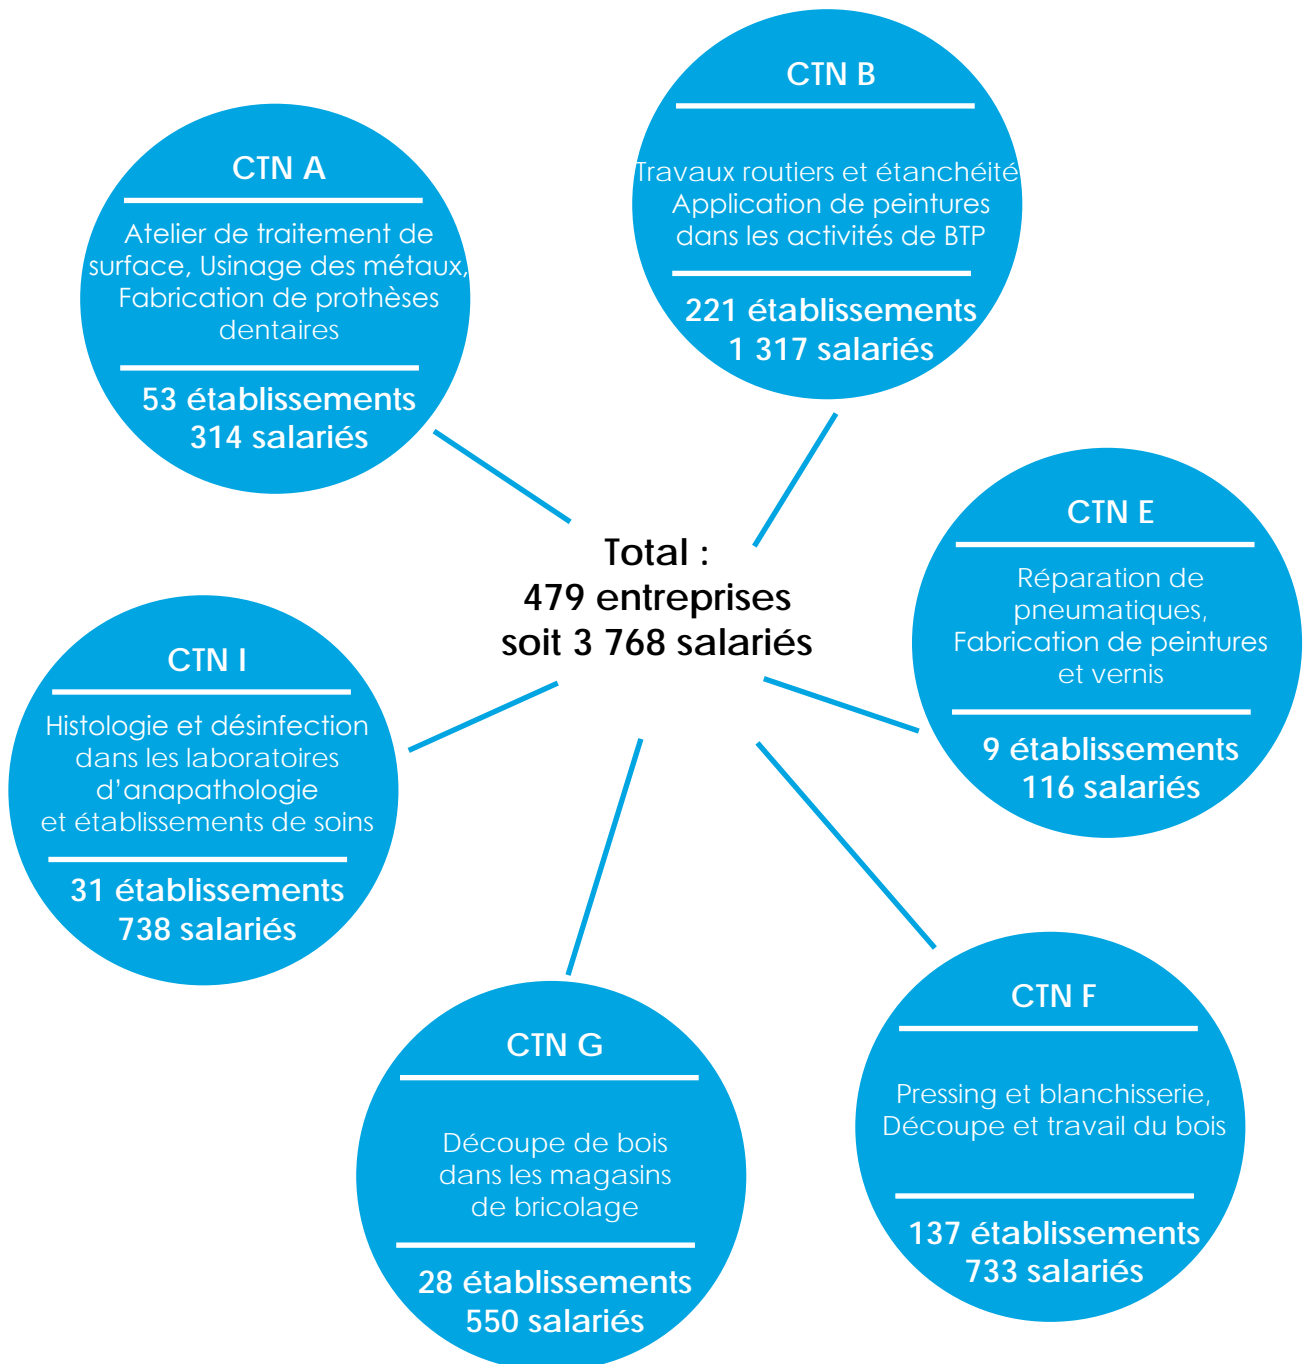 CTN B
Travaux routiers et étanchéité
Application de peintures
dans les activités de BTP
221 établissements
1 317 salariés
CTN A
Atelier de traitement de
surface, Usinage des métaux,
Fabrication de prothèses
dentaires
53 établissements
314 salariés
Total :
479 entreprises
soit 3 768 salariés
CTN E
Réparation de
pneumatiques,
Fabrication de peintures
et vernis
9 établissements
116 salariés
CTN I
Histologie et désinfection
dans les laboratoires
d’anapathologie
et établissements de soins
31 établissements
738 salariés
CTN G
Découpe de bois
dans les magasins
de bricolage
28 établissements
550 salariés
CTN F
Pressing et blanchisserie,
Découpe et travail du bois
137 établissements
733 salariés